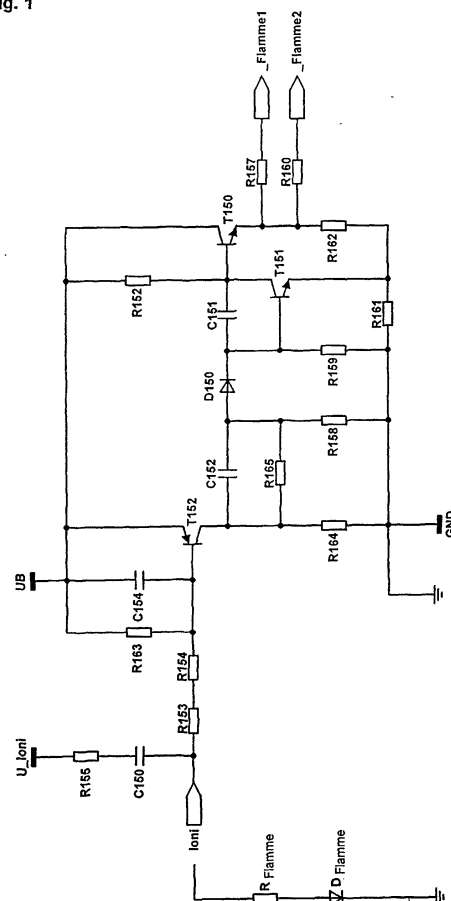 ig. 1
_Flamme1
_Flamme2
R157
R160
T150
R162
R152
T151
C151
R161
R159
D150
R158
C152
R165
T152
R164
GND
UB
C154
R163
R154
R153
U_Ioni
R155
C150
Ioni
R Flamme
D Flamme